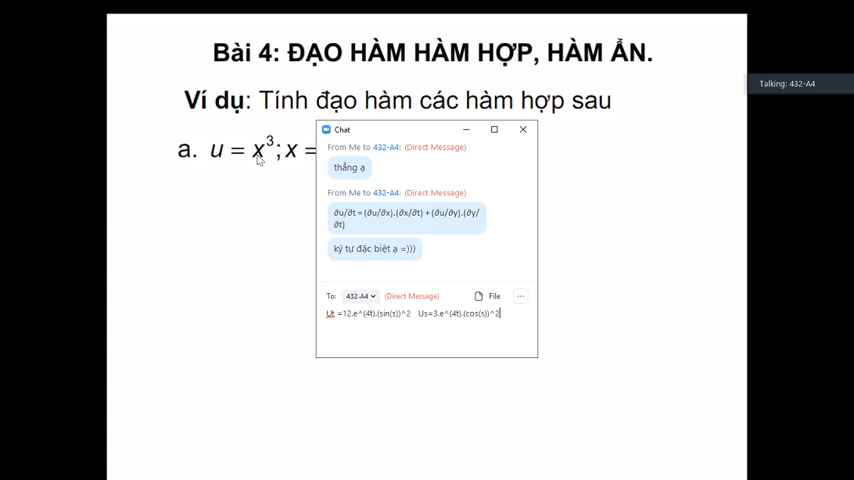 Bài 4: ĐẠO HÀM HÀM HỢP, HÀM ẨN.
Talking: 432-A4
Ví dụ: Tính đạo hàm các hàm hợp sau
a. u = x³; x =
Chat
From Me to 432-A4: (Direct Message)
thẳng ạ
From Me to 432-A4: (Direct Message)
∂u/∂t = (∂u/∂x).(∂x/∂t) + (∂u/∂y).(∂y/
∂t)
ký tự đặc biệt ạ =)))
To: 432-A4 (Direct Message) File ...
Ut =12.e^(4t).(sin(s))^2 Us=3.e^(4t).(cos(s))^2